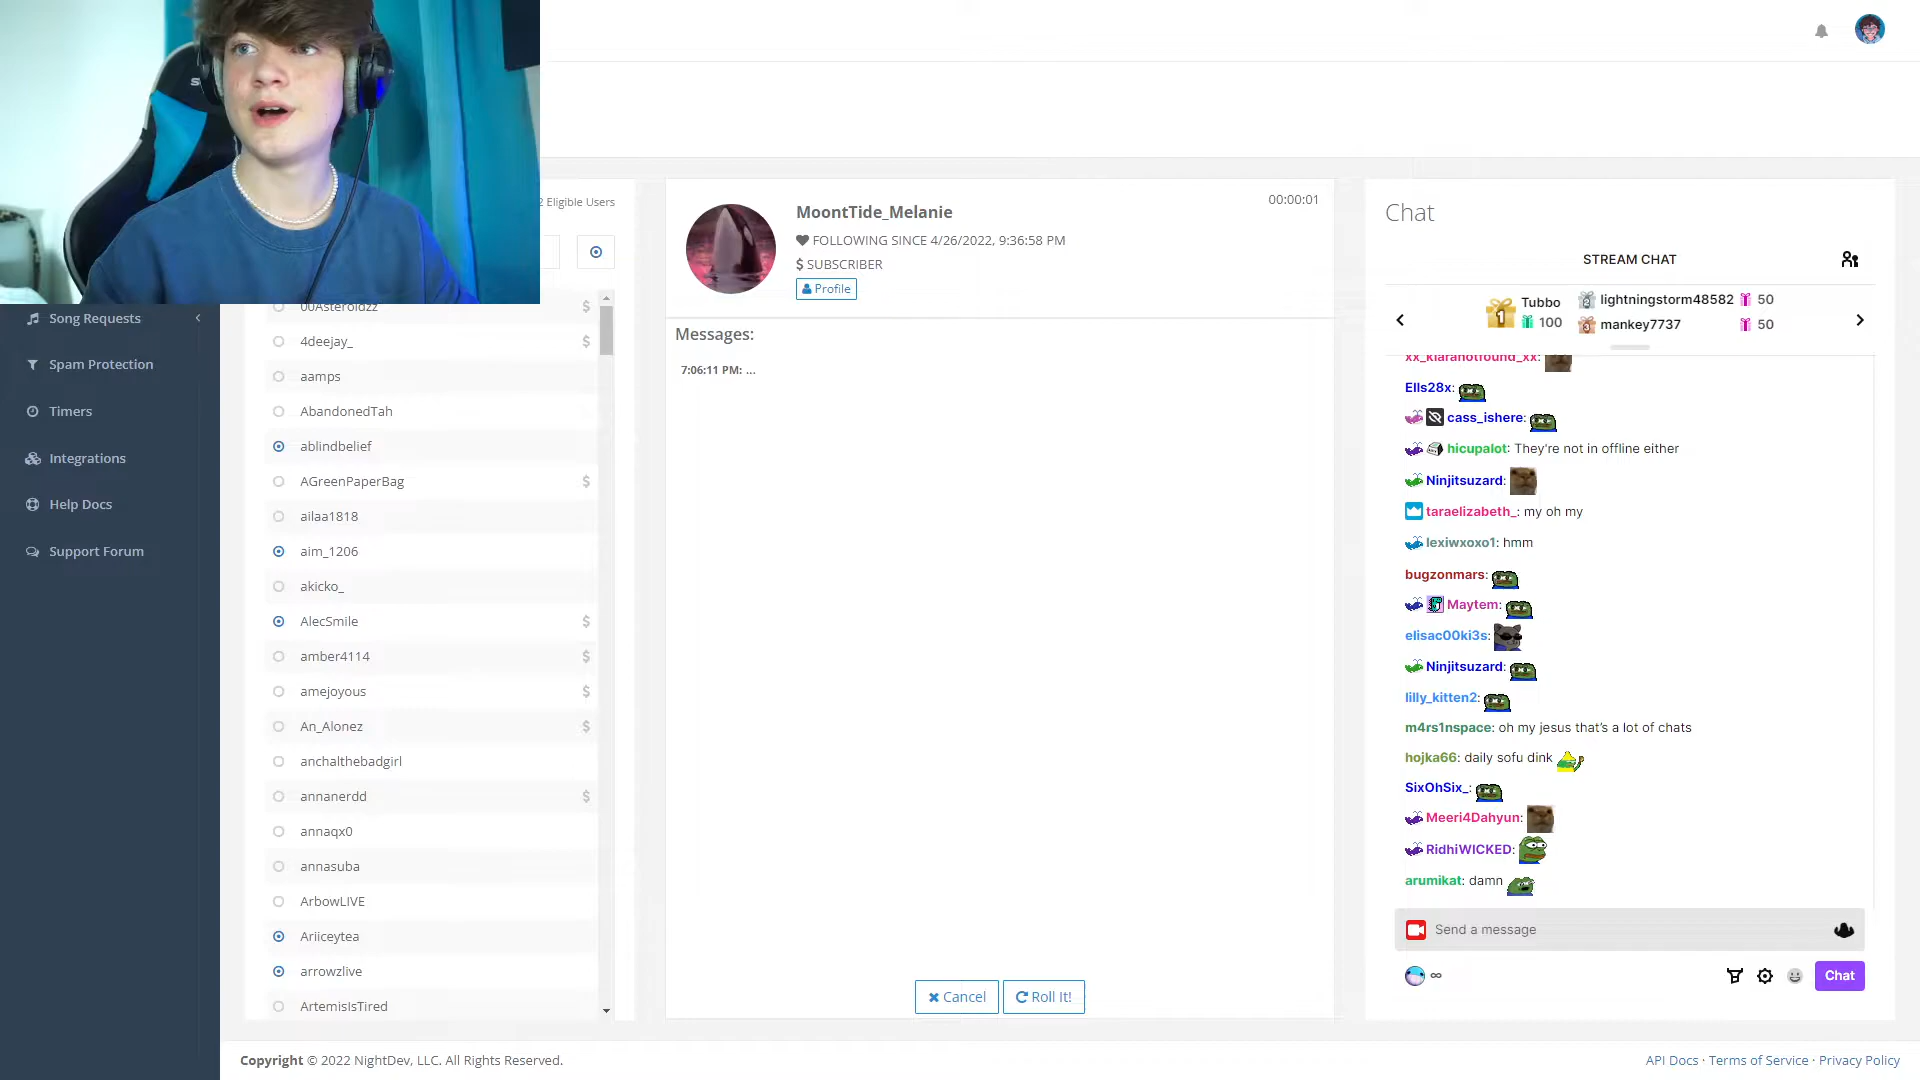 2 Eligible Users
Song Requests
Spam Protection
Timers
Integrations
Help Docs
Support Forum
00Asteroidzz $
4deejay_ $
aamps
AbandonedTah
ablindbelief
AGreenPaperBag $
ailaa1818
aim_1206
akicko_
AlecSmile $
amber4114 $
amejoyous $
An_Alonez $
anchalthebadgirl
annanerdd $
annaqx0
annasuba
ArbowLIVE
Ariiceytea
arrowzlive
ArtemisIsTired
MoontTide_Melanie
00:00:01
FOLLOWING SINCE 4/26/2022, 9:36:58 PM
$ SUBSCRIBER
Profile
Messages:
7:06:11 PM: ...
Cancel
Roll It!
Chat
STREAM CHAT
1 Tubbo 100
2 lightningstorm48582 50
3 mankey7737 50
xx_kiaranotfound_xx:
Ells28x:
cass_ishere:
hicupalot: They're not in offline either
Ninjitsuzard:
taraelizabeth_: my oh my
lexiwxoxo1: hmm
bugzonmars:
Maytem:
elisac00ki3s:
Ninjitsuzard:
lilly_kitten2:
m4rs1nspace: oh my jesus that's a lot of chats
hojka66: daily sofu dink
SixOhSix_:
Meeri4Dahyun:
RidhiWICKED:
arumikat: damn
Send a message
∞
Chat
Copyright © 2022 NightDev, LLC. All Rights Reserved.
API Docs · Terms of Service · Privacy Policy